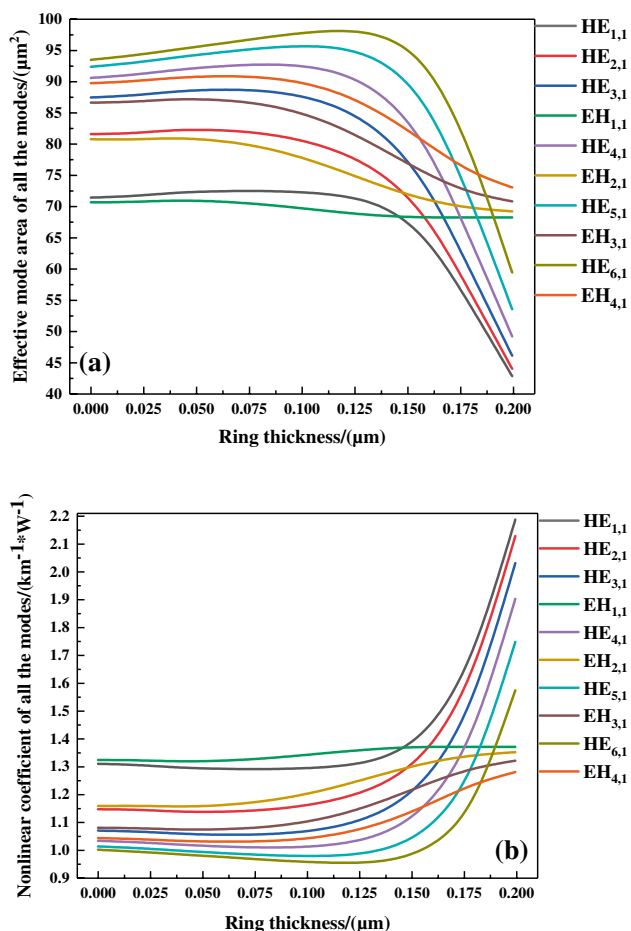 Effective mode area of all the modes/(μm²)
100
95
90
85
80
75
70
65
60
55
50
45
40
(a)
0.000 0.025 0.050 0.075 0.100 0.125 0.150 0.175 0.200
Ring thickness/(μm)
HE1,1
HE2,1
HE3,1
EH1,1
HE4,1
EH2,1
HE5,1
EH3,1
HE6,1
EH4,1
Nonlinear coefficient of all the modes/(km⁻¹*W⁻¹)
2.2
2.1
2.0
1.9
1.8
1.7
1.6
1.5
1.4
1.3
1.2
1.1
1.0
0.9
(b)
0.000 0.025 0.050 0.075 0.100 0.125 0.150 0.175 0.200
Ring thickness/(μm)
HE1,1
HE2,1
HE3,1
EH1,1
HE4,1
EH2,1
HE5,1
EH3,1
HE6,1
EH4,1